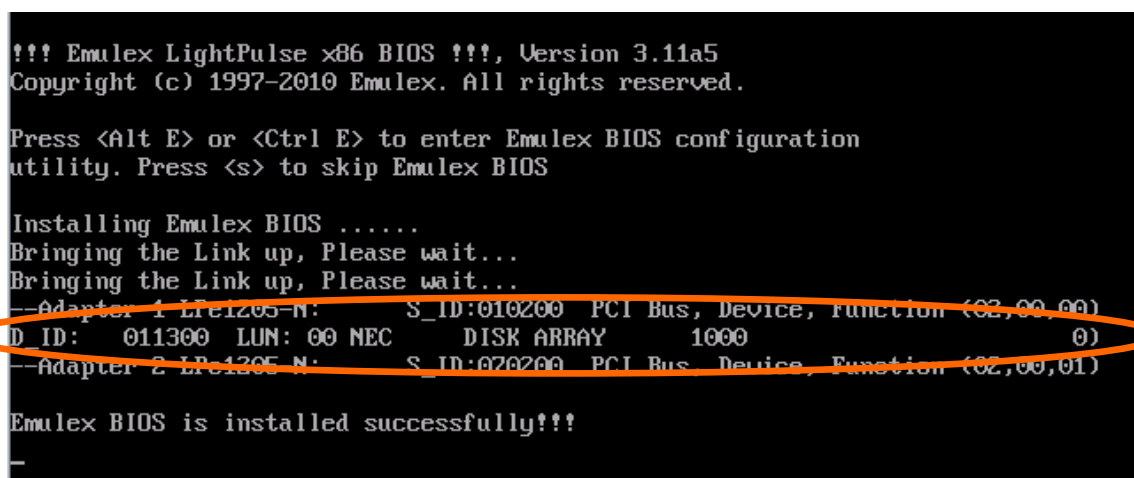 !!! Emulex LightPulse x86 BIOS !!!, Version 3.11a5
Copyright (c) 1997-2010 Emulex. All rights reserved.
Press <Alt E> or <Ctrl E> to enter Emulex BIOS configuration
utility. Press <s> to skip Emulex BIOS
Installing Emulex BIOS ......
Bringing the Link up, Please wait...
Bringing the Link up, Please wait...
--Adapter 1 LPe1205-N: S_ID:010200 PCI Bus, Device, Function (02,00,00)
D_ID: 011300 LUN: 00 NEC DISK ARRAY 1000 0)
--Adapter 2 LPe1205-N: S_ID:020200 PCI Bus, Device, Function (02,00,01)
Emulex BIOS is installed successfully!!!